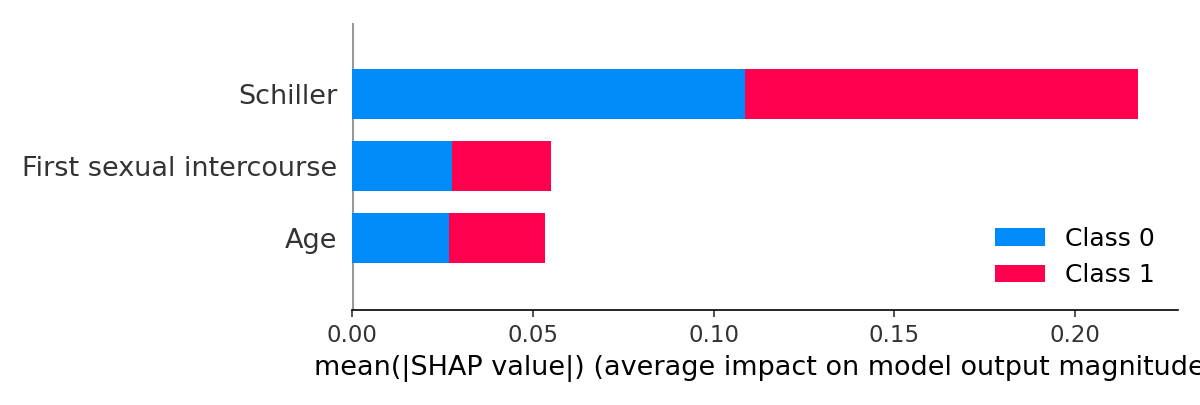 Schiller
First sexual intercourse
Age
Class 0
Class 1
0.00 0.05 0.10 0.15 0.20
mean(|SHAP value|) (average impact on model output magnitude